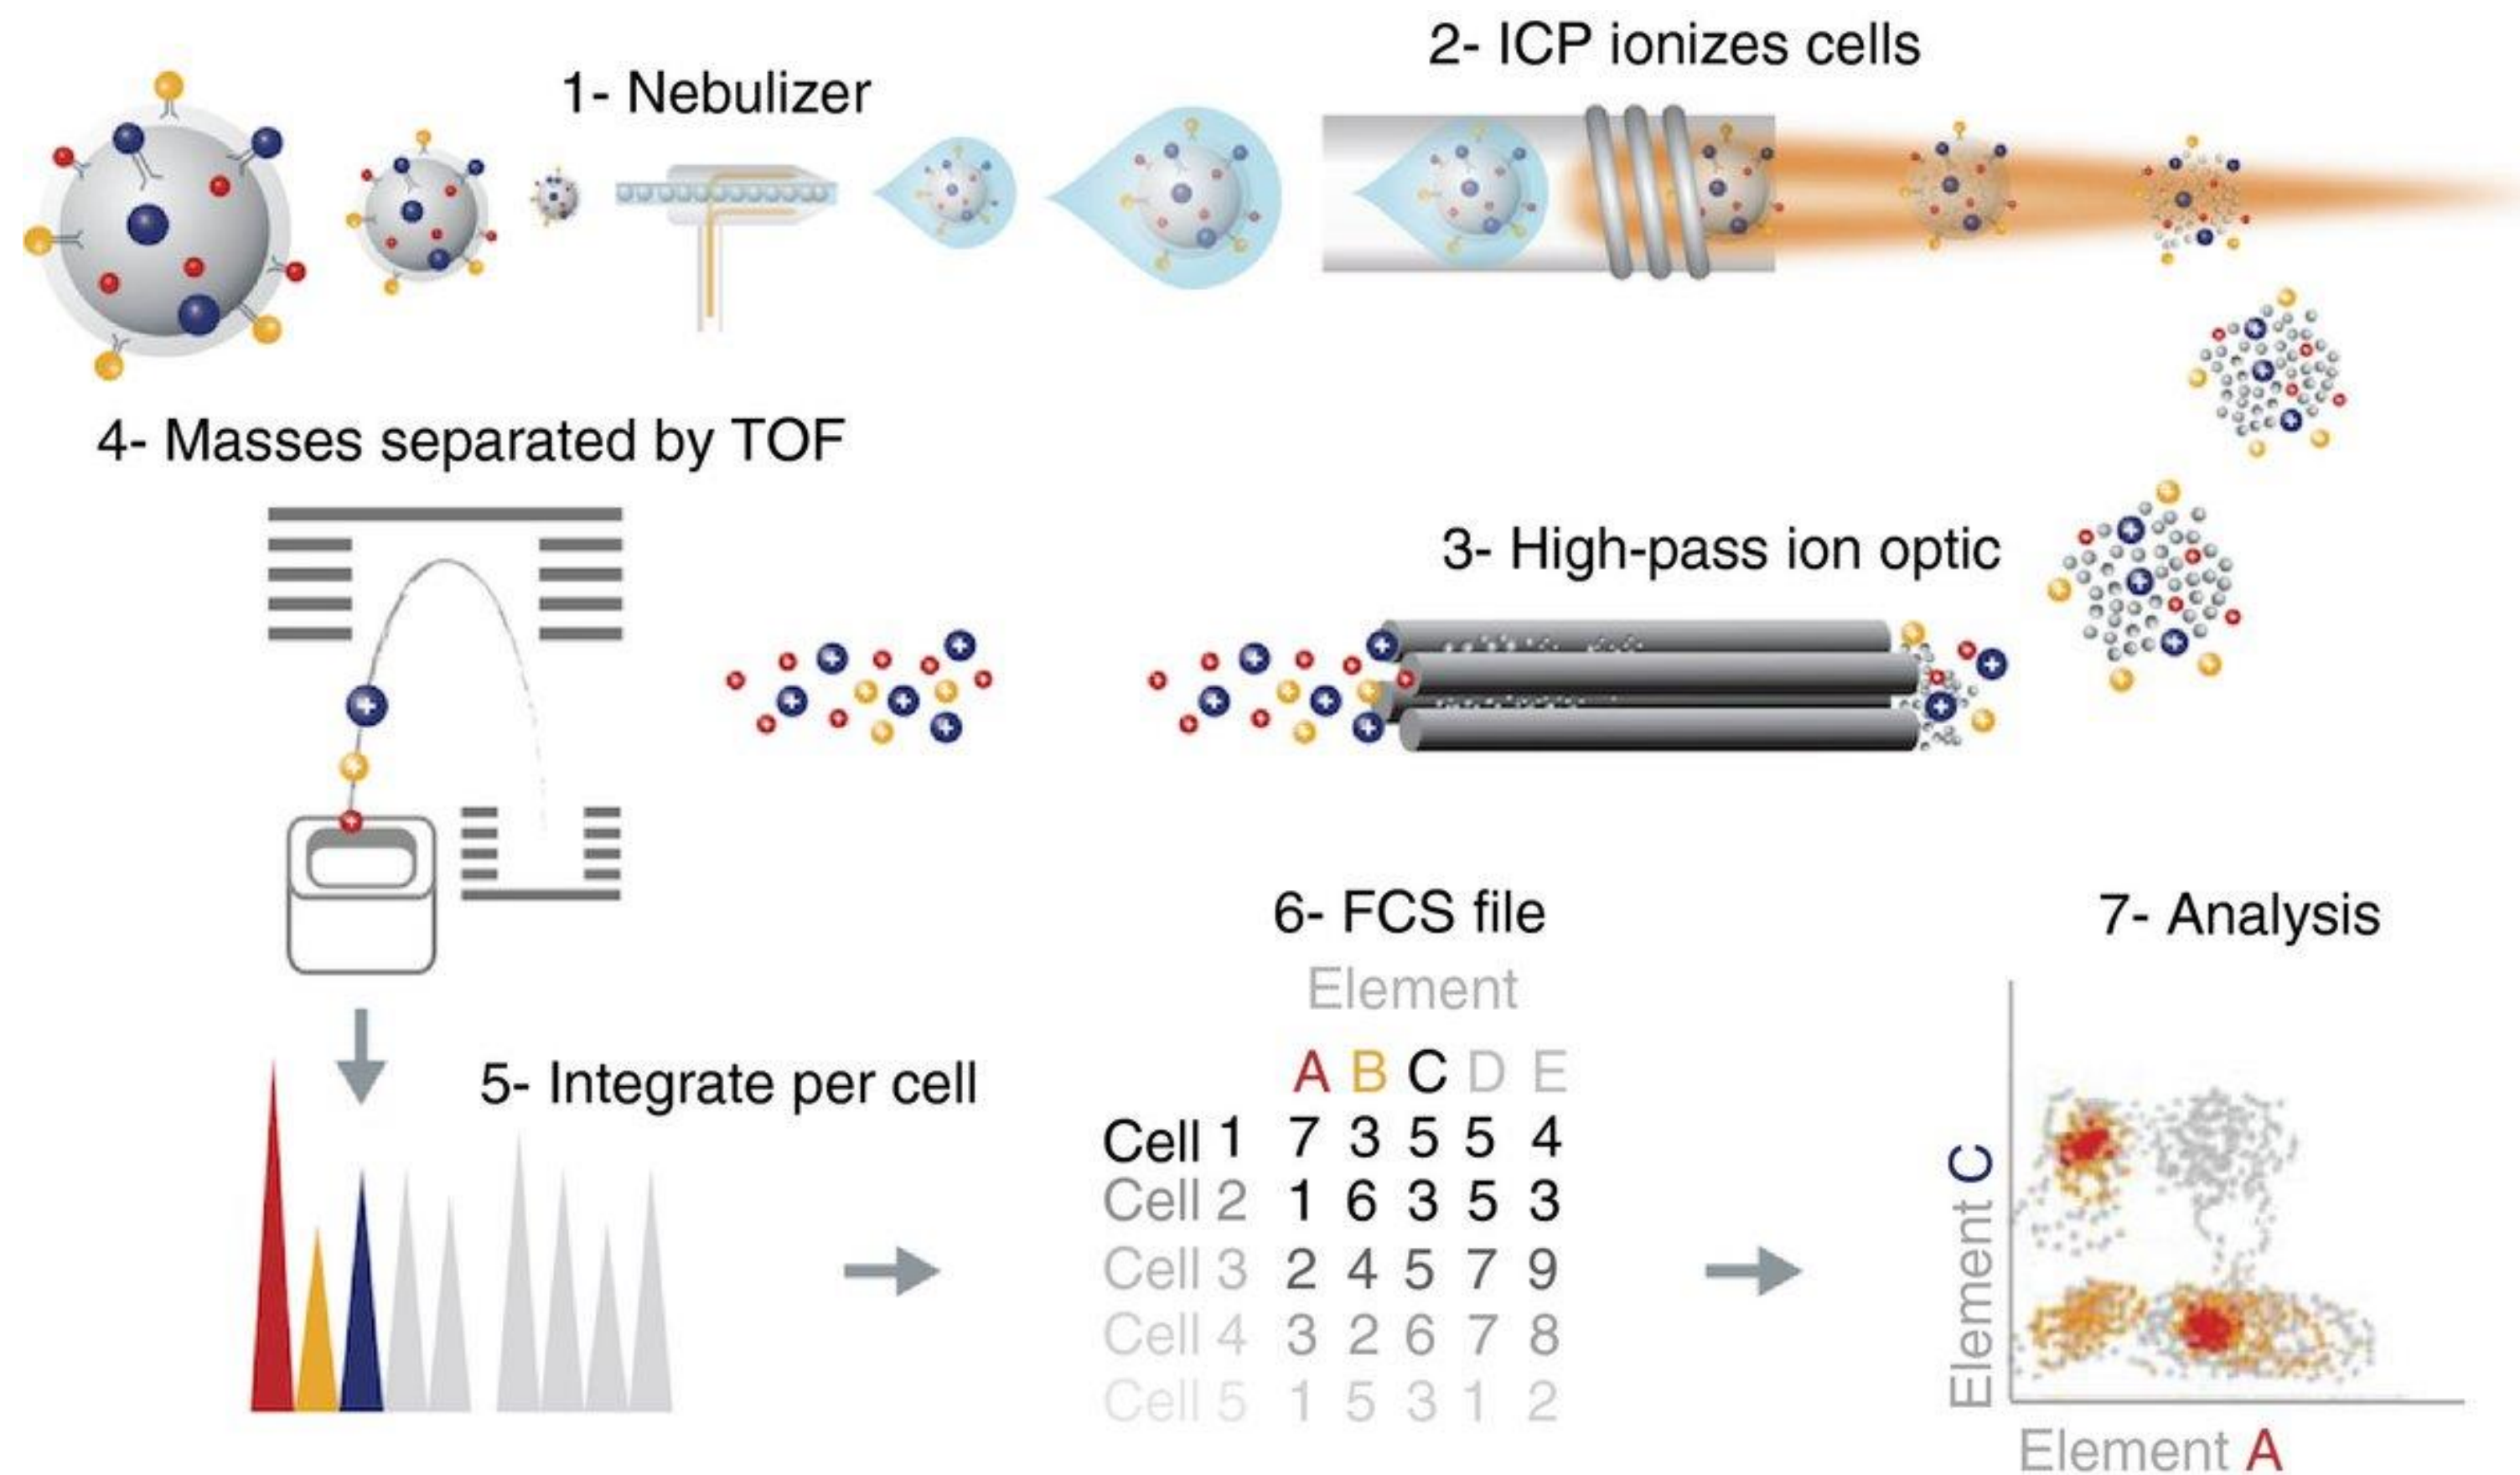 1- Nebulizer
2- ICP ionizes cells
4- Masses separated by TOF
3- High-pass ion optic
5- Integrate per cell
6- FCS file
Element
A B C D E
Cell 1 7 3 5 5 4
Cell 2 1 6 3 5 3
Cell 3 2 4 5 7 9
Cell 4 3 2 6 7 8
Cell 5 1 5 3 1 2
7- Analysis
Element C
Element A